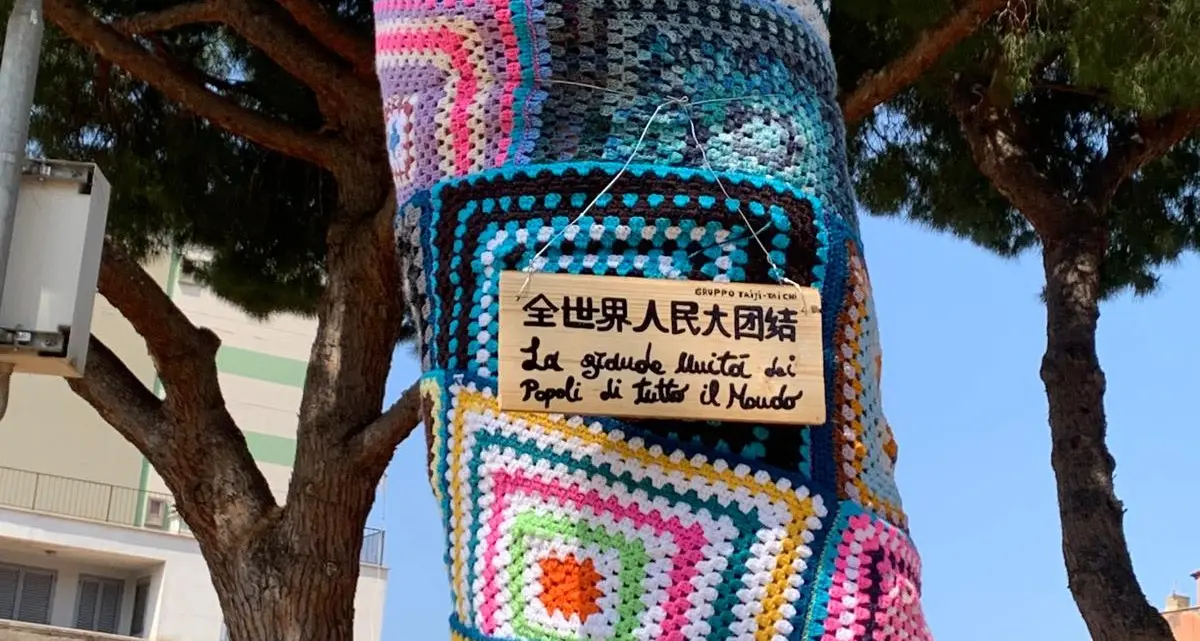 GRUPPO TAIJI-TAI CHI
全世界人民大团结
La grande Unità dei
Popoli di tutto il Mondo